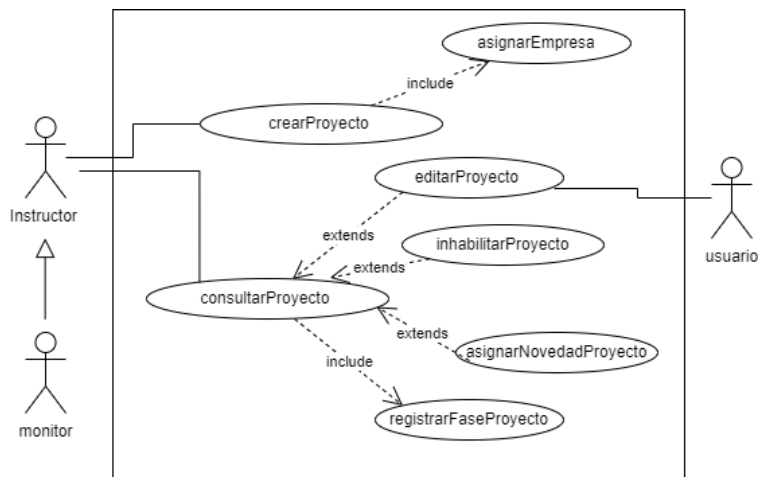 asignarEmpresa
include
crearProyecto
Instructor
editarProyecto
extends
inhabilitarProyecto
extends
usuario
consultarProyecto
extends
asignarNovedadProyecto
include
registrarFaseProyecto
monitor